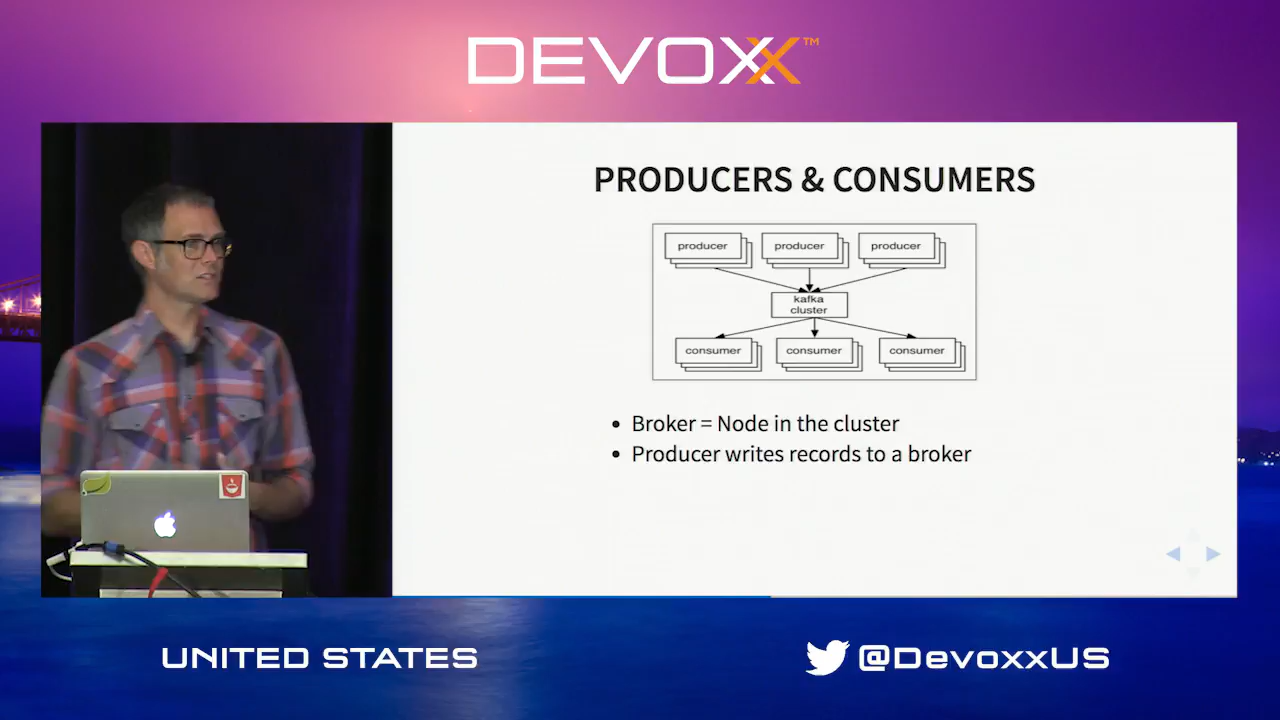 DEVOXX™
PRODUCERS & CONSUMERS
producer
producer
producer
kafka
cluster
consumer
consumer
consumer
• Broker = Node in the cluster
• Producer writes records to a broker
UNITED STATES
@DevoxxUS